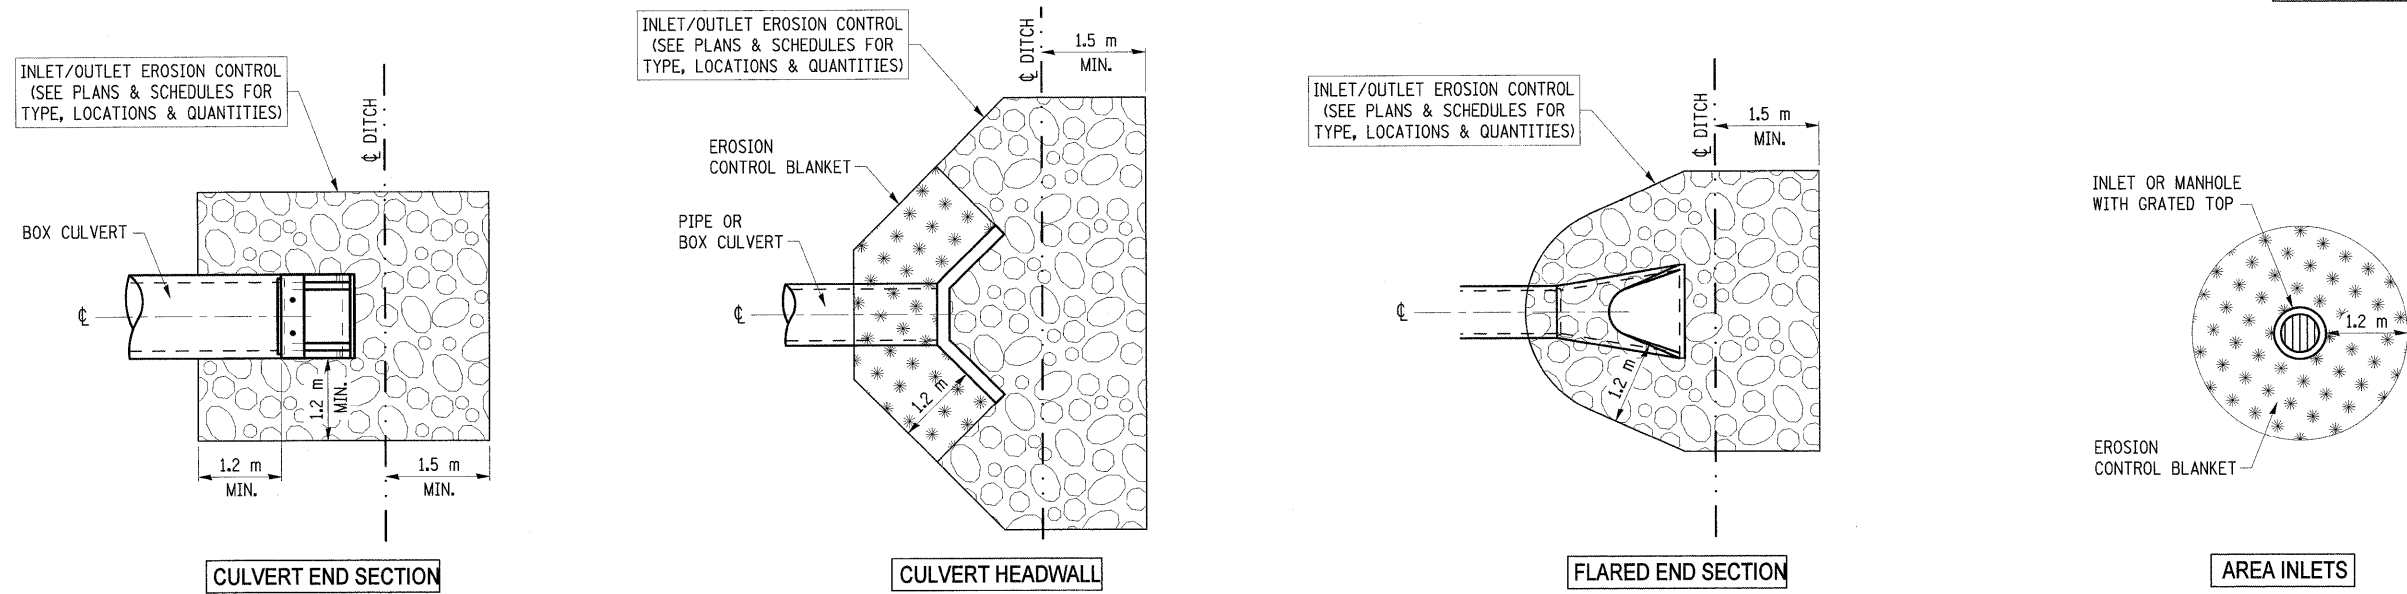 INLET/OUTLET EROSION CONTROL
(SEE PLANS & SCHEDULES FOR
TYPE, LOCATIONS & QUANTITIES)
℄ DITCH
BOX CULVERT
℄
1.2 m
MIN.
1.2 m
MIN.
1.5 m
MIN.
CULVERT END SECTION
INLET/OUTLET EROSION CONTROL
(SEE PLANS & SCHEDULES FOR
TYPE, LOCATIONS & QUANTITIES)
℄ DITCH
1.5 m
MIN.
EROSION
CONTROL BLANKET
PIPE OR
BOX CULVERT
℄
1.2 m
CULVERT HEADWALL
INLET/OUTLET EROSION CONTROL
(SEE PLANS & SCHEDULES FOR
TYPE, LOCATIONS & QUANTITIES)
℄ DITCH
1.5 m
MIN.
℄
1.2 m
FLARED END SECTION
INLET OR MANHOLE
WITH GRATED TOP
1.2 m
EROSION
CONTROL BLANKET
AREA INLETS